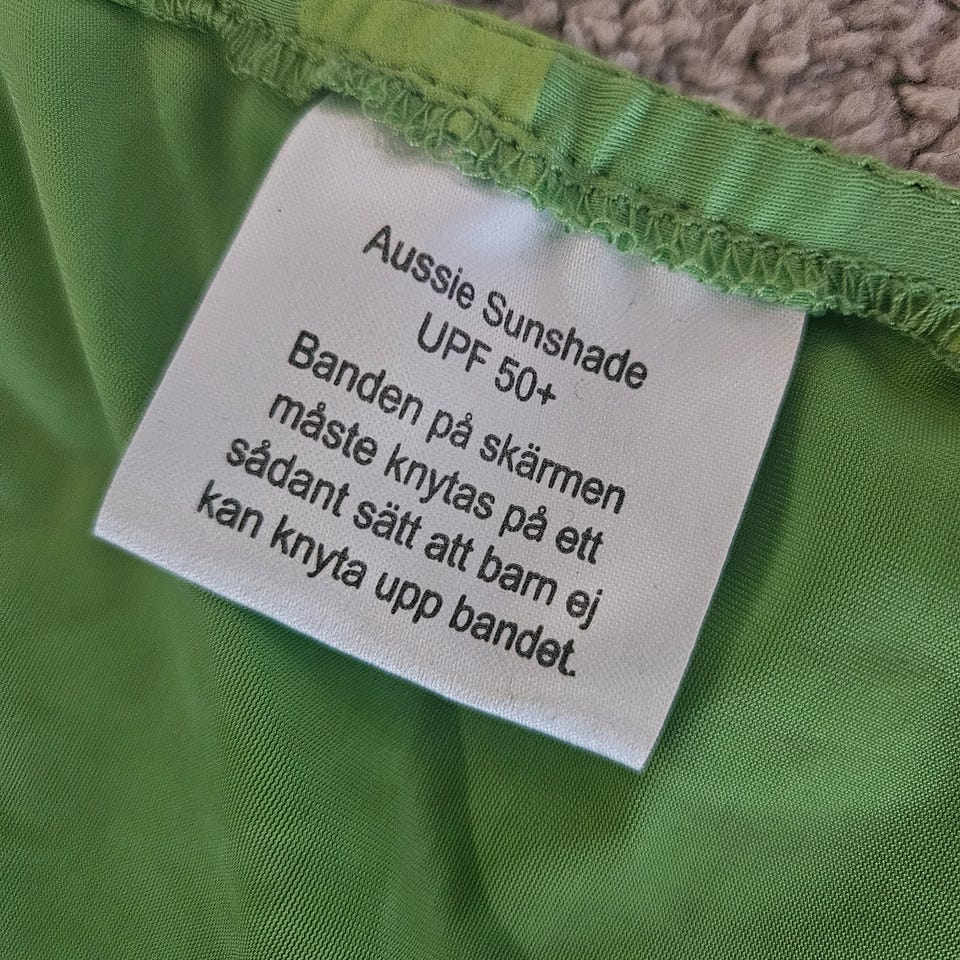 Aussie Sunshade
UPF 50+
Banden på skärmen
måste knytas på ett
sådant sätt att barn ej
kan knyta upp bandet.